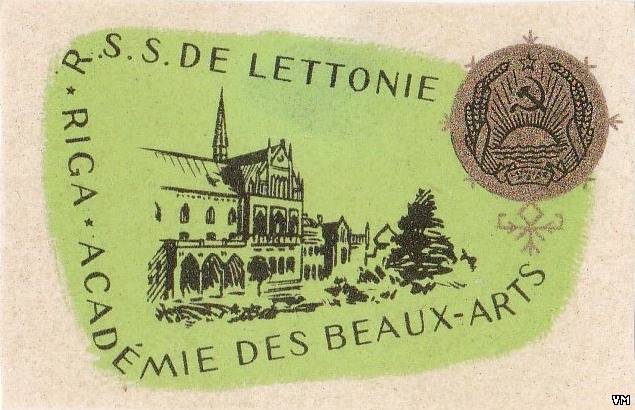 R.S.S. DE LETTONIE
★ RIGA ★ ACADÉMIE DES BEAUX-ARTS
VM